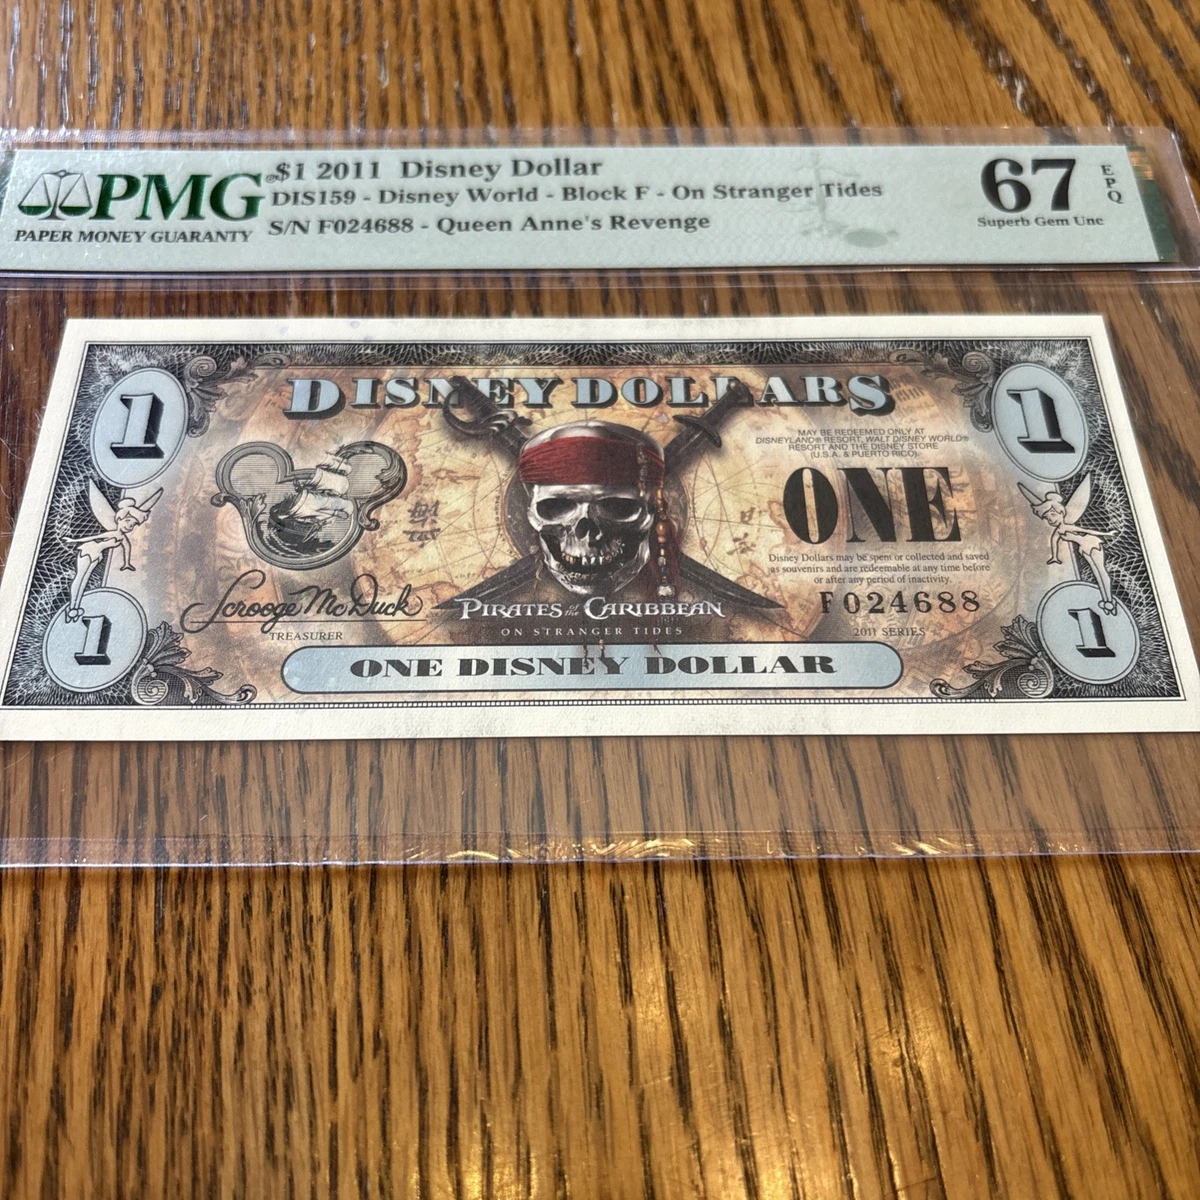 PMG®
PAPER MONEY GUARANTY
$1 2011 Disney Dollar
DIS159 - Disney World - Block F - On Stranger Tides
S/N F024688 - Queen Anne's Revenge
67
EPQ
Superb Gem Unc
1
DISNEY DOLLARS
1
MAY BE REDEEMED ONLY AT
DISNEYLAND® RESORT, WALT DISNEY WORLD®
RESORT AND THE DISNEY STORE
(U.S.A. & PUERTO RICO).
ONE
Disney Dollars may be spent or collected and saved
as souvenirs and are redeemable at any time before
or after any period of inactivity.
F024688
2011 SERIES
Scrooge McDuck
TREASURER
PIRATES of the CARIBBEAN
ON STRANGER TIDES
1
ONE DISNEY DOLLAR
1